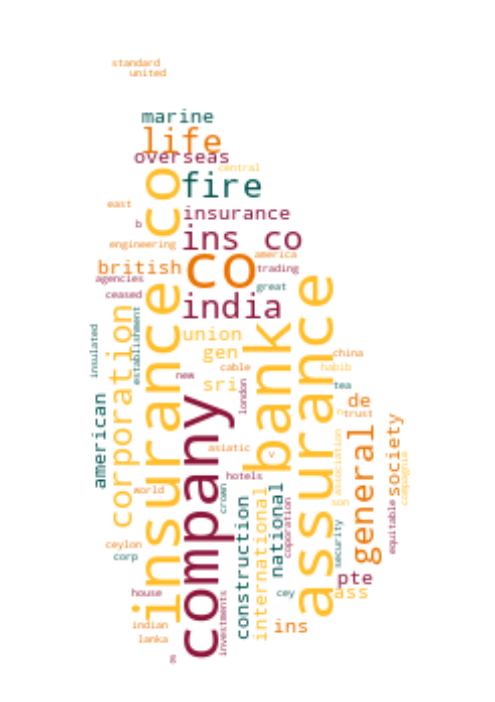 standard
united
marine
life
overseas
central
fire
east
insurance
b
engineering
ins co
america
british
co
trading
agencies
great
ceased
india
insurance co
establishment
corporation
union
gen
china
insulated
cable
habib
new
sri
tea
london
american
company
bank
assurance
de
trust
asiatic
society
general
association
compagnie
hotels
world
crown
national
son
equitable
construction
international
coporation
security
ceylon
corp
pte
house
cey
ass
indian
investments
ins
lanka
&